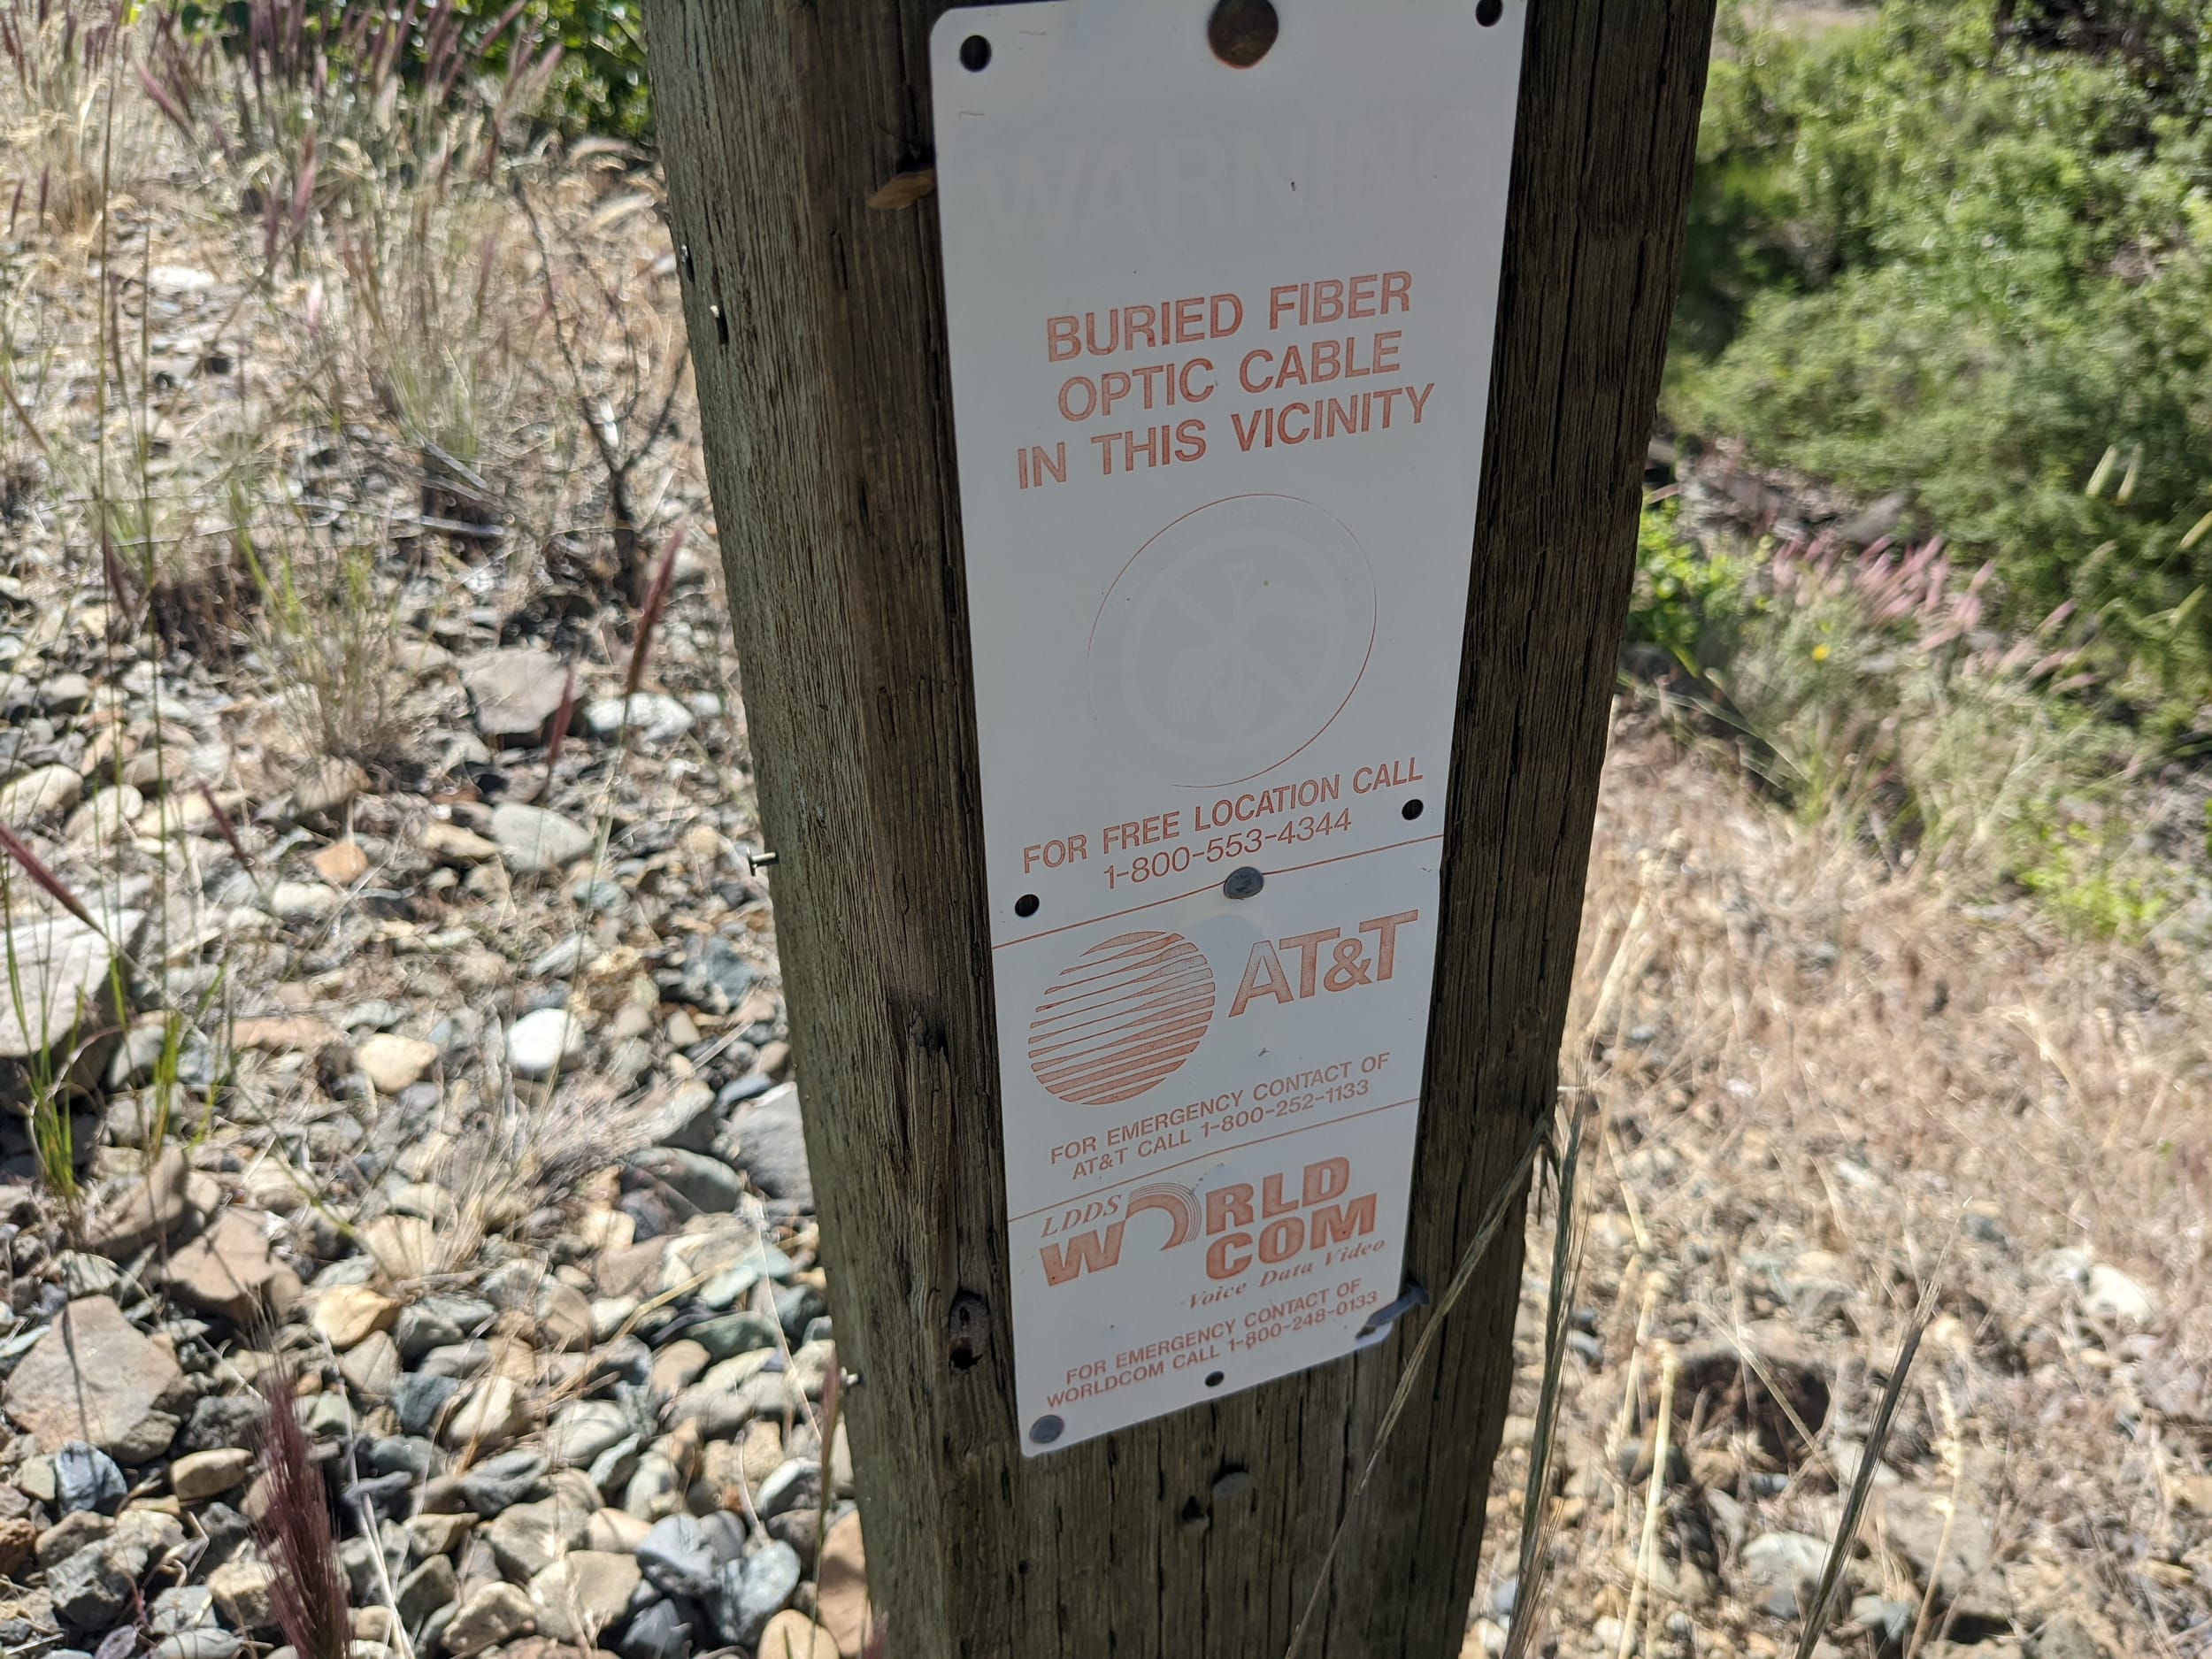 WARNING
BURIED FIBER
OPTIC CABLE
IN THIS VICINITY
FOR FREE LOCATION CALL
1-800-553-4344
AT&T
FOR EMERGENCY CONTACT OF
AT&T CALL 1-800-252-1133
LDDS
WORLD
COM
Voice Data Video
FOR EMERGENCY CONTACT OF
WORLDCOM CALL 1-800-248-0133